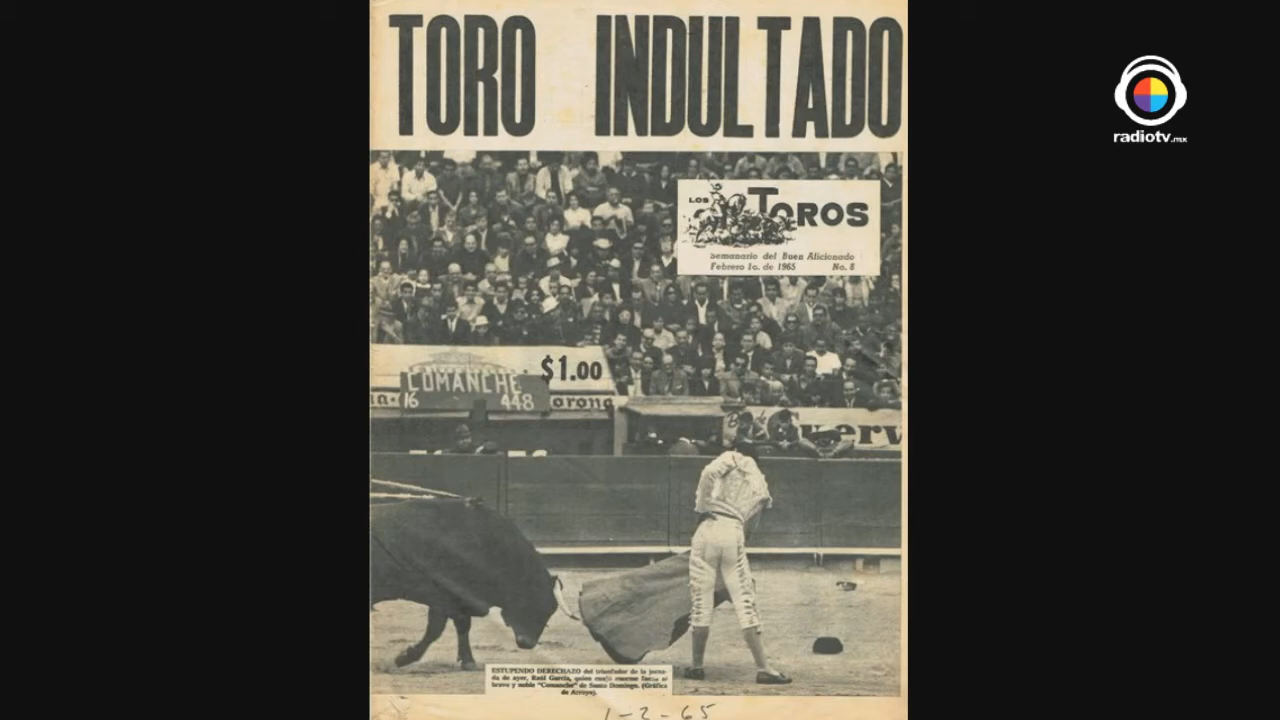 TORO INDULTADO
radiotv.mx
LOS TOROS
Semanario del Buen Aficionado
Febrero 1o. de 1965 No. 8
$1.00
COMANCHE
16 448
orona
Cuerv
ESTUPENDO DERECHAZO del triunfador de la jorna-
da de ayer, Raúl García, quien cuajó enorme faena al
bravo y noble "Comanche" de Santo Domingo. (Gráfica
de Arroyo).
1-2-65